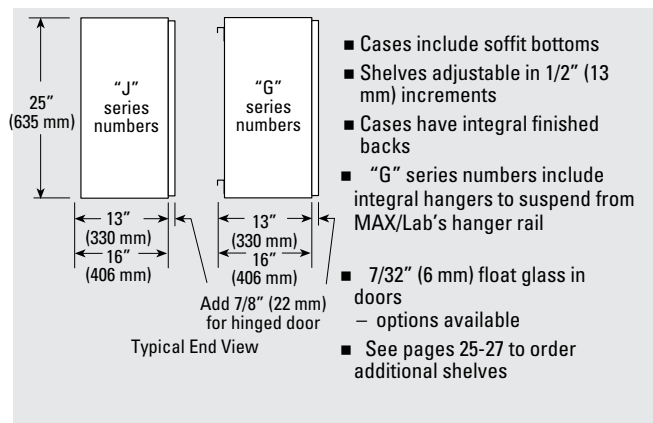 25"
(635 mm)
"J"
series
numbers
"G"
series
numbers
13"
(330 mm)
16"
(406 mm)
13"
(330 mm)
16"
(406 mm)
Add 7/8" (22 mm)
for hinged door
Typical End View
■ Cases include soffit bottoms
■ Shelves adjustable in 1/2" (13
mm) increments
■ Cases have integral finished
backs
■ "G" series numbers include
integral hangers to suspend from
MAX/Lab's hanger rail
■ 7/32" (6 mm) float glass in
doors
– options available
■ See pages 25-27 to order
additional shelves